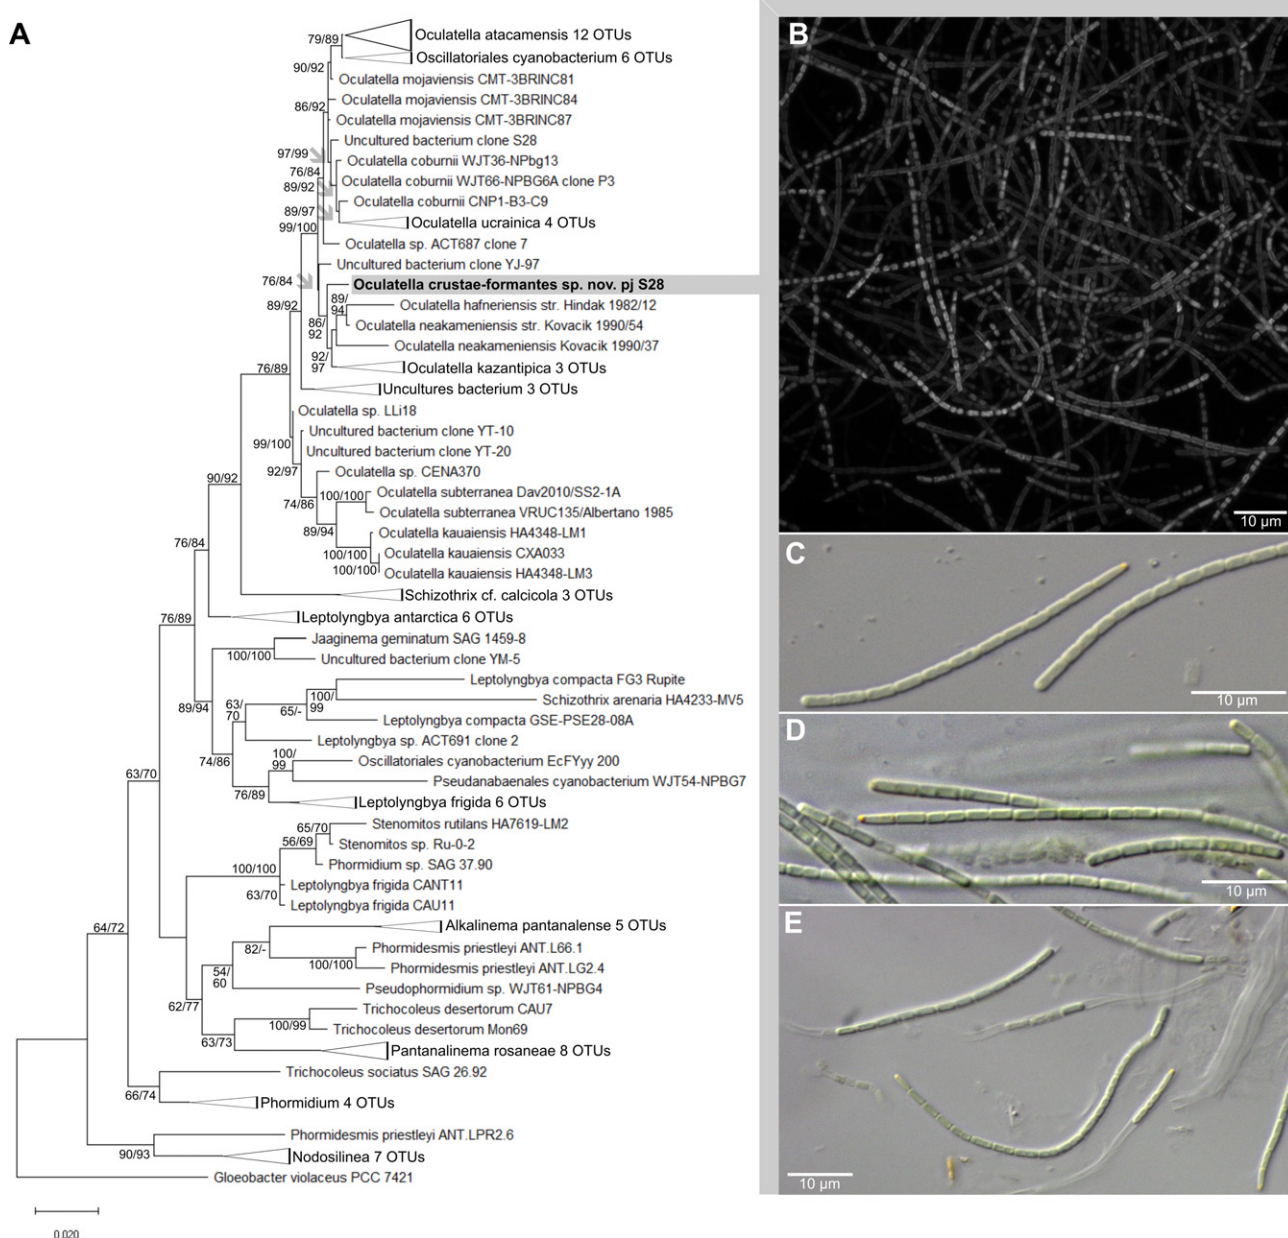 A
79/89
Oculatella atacamensis 12 OTUs
Oscillatoriales cyanobacterium 6 OTUs
90/92
Oculatella mojaviensis CMT-3BRINC81
86/92
Oculatella mojaviensis CMT-3BRINC84
Oculatella mojaviensis CMT-3BRINC87
Uncultured bacterium clone S28
97/99
Oculatella coburnii WJT36-NPbg13
76/84
Oculatella coburnii WJT66-NPBG6A clone P3
89/92
Oculatella coburnii CNP1-B3-C9
89/97
Oculatella ucrainica 4 OTUs
99/100
Oculatella sp. ACT687 clone 7
Uncultured bacterium clone YJ-97
76/84
Oculatella crustae-formantes sp. nov. pj S28
89/92
89/
94
Oculatella hafneriensis str. Hindak 1982/12
86/
92
Oculatella neakameniensis str. Kovacik 1990/54
Oculatella neakameniensis Kovacik 1990/37
92/
97
Oculatella kazantipica 3 OTUs
76/89
Uncultures bacterium 3 OTUs
Oculatella sp. LLi18
Uncultured bacterium clone YT-10
99/100
Uncultured bacterium clone YT-20
92/97
Oculatella sp. CENA370
90/92
74/86
100/100
Oculatella subterranea Dav2010/SS2-1A
Oculatella subterranea VRUC135/Albertano 1985
89/94
Oculatella kauaiensis HA4348-LM1
76/84
100/100
Oculatella kauaiensis CXA033
100/100
Oculatella kauaiensis HA4348-LM3
Schizothrix cf. calcicola 3 OTUs
76/89
Leptolyngbya antarctica 6 OTUs
Jaaginema geminatum SAG 1459-8
100/100
Uncultured bacterium clone YM-5
Leptolyngbya compacta FG3 Rupite
100/
99
Schizothrix arenaria HA4233-MV5
89/94
63/
70
65/-
Leptolyngbya compacta GSE-PSE28-08A
Leptolyngbya sp. ACT691 clone 2
74/86
100/
99
Oscillatoriales cyanobacterium EcFYyy 200
63/70
Pseudanabaenales cyanobacterium WJT54-NPBG7
76/89
Leptolyngbya frigida 6 OTUs
65/70
Stenomitos rutilans HA7619-LM2
56/69
Stenomitos sp. Ru-0-2
Phormidium sp. SAG 37.90
100/100
Leptolyngbya frigida CANT11
63/70
Leptolyngbya frigida CAU11
64/72
Alkalinema pantanalense 5 OTUs
82/-
Phormidesmis priestleyi ANT.L66.1
100/100
Phormidesmis priestleyi ANT.LG2.4
54/
60
Pseudophormidium sp. WJT61-NPBG4
62/77
Trichocoleus desertorum CAU7
100/99
Trichocoleus desertorum Mon69
63/73
Pantanalinema rosaneae 8 OTUs
Trichocoleus sociatus SAG 26.92
66/74
Phormidium 4 OTUs
Phormidesmis priestleyi ANT.LPR2.6
90/93
Nodosilinea 7 OTUs
Gloeobacter violaceus PCC 7421
0.020
B
10 µm
C
10 µm
D
10 µm
E
10 µm